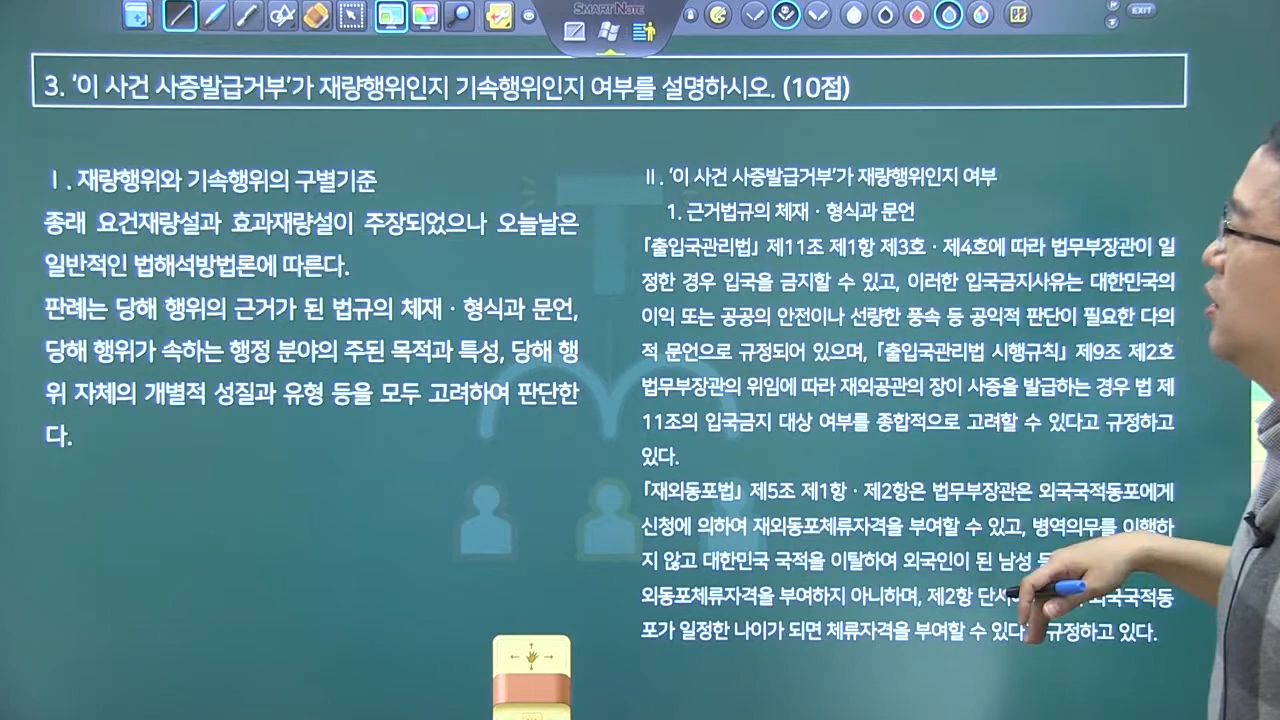 SMART NOTE
EXIT
3. '이 사건 사증발급거부'가 재량행위인지 기속행위인지 여부를 설명하시오. (10점)
Ⅰ. 재량행위와 기속행위의 구별기준
종래 요건재량설과 효과재량설이 주장되었으나 오늘날은
일반적인 법해석방법론에 따른다.
판례는 당해 행위의 근거가 된 법규의 체재ㆍ형식과 문언,
당해 행위가 속하는 행정 분야의 주된 목적과 특성, 당해 행
위 자체의 개별적 성질과 유형 등을 모두 고려하여 판단한
다.
Ⅱ. '이 사건 사증발급거부'가 재량행위인지 여부
1. 근거법규의 체재ㆍ형식과 문언
「출입국관리법」 제11조 제1항 제3호ㆍ제4호에 따라 법무부장관이 일
정한 경우 입국을 금지할 수 있고, 이러한 입국금지사유는 대한민국의
이익 또는 공공의 안전이나 선량한 풍속 등 공익적 판단이 필요한 다의
적 문언으로 규정되어 있으며, 「출입국관리법 시행규칙」 제9조 제2호
법무부장관의 위임에 따라 재외공관의 장이 사증을 발급하는 경우 법 제
11조의 입국금지 대상 여부를 종합적으로 고려할 수 있다고 규정하고
있다.
「재외동포법」 제5조 제1항ㆍ제2항은 법무부장관은 외국국적동포에게
신청에 의하여 재외동포체류자격을 부여할 수 있고, 병역의무를 이행하
지 않고 대한민국 국적을 이탈하여 외국인이 된 남성
외동포체류자격을 부여하지 아니하며, 제2항 외국국적동
포가 일정한 나이가 되면 체류자격을 부여할 수 있다 규정하고 있다.